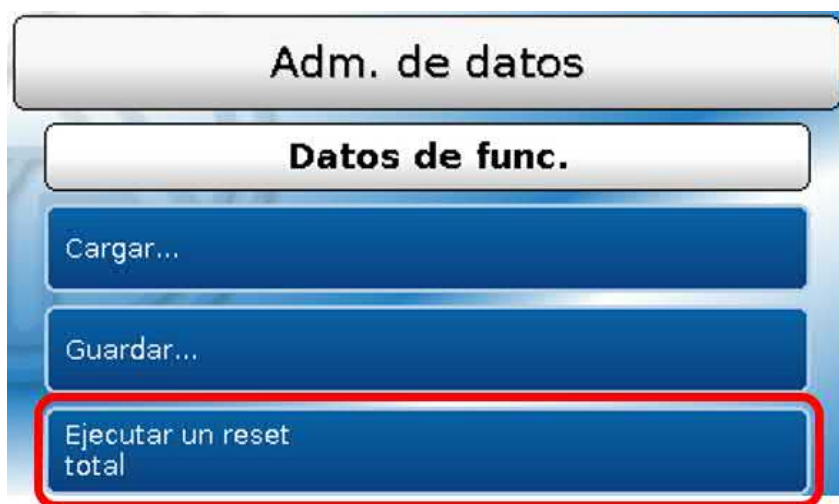 Adm. de datos
Datos de func.
Cargar...
Guardar...
Ejecutar un reset
total